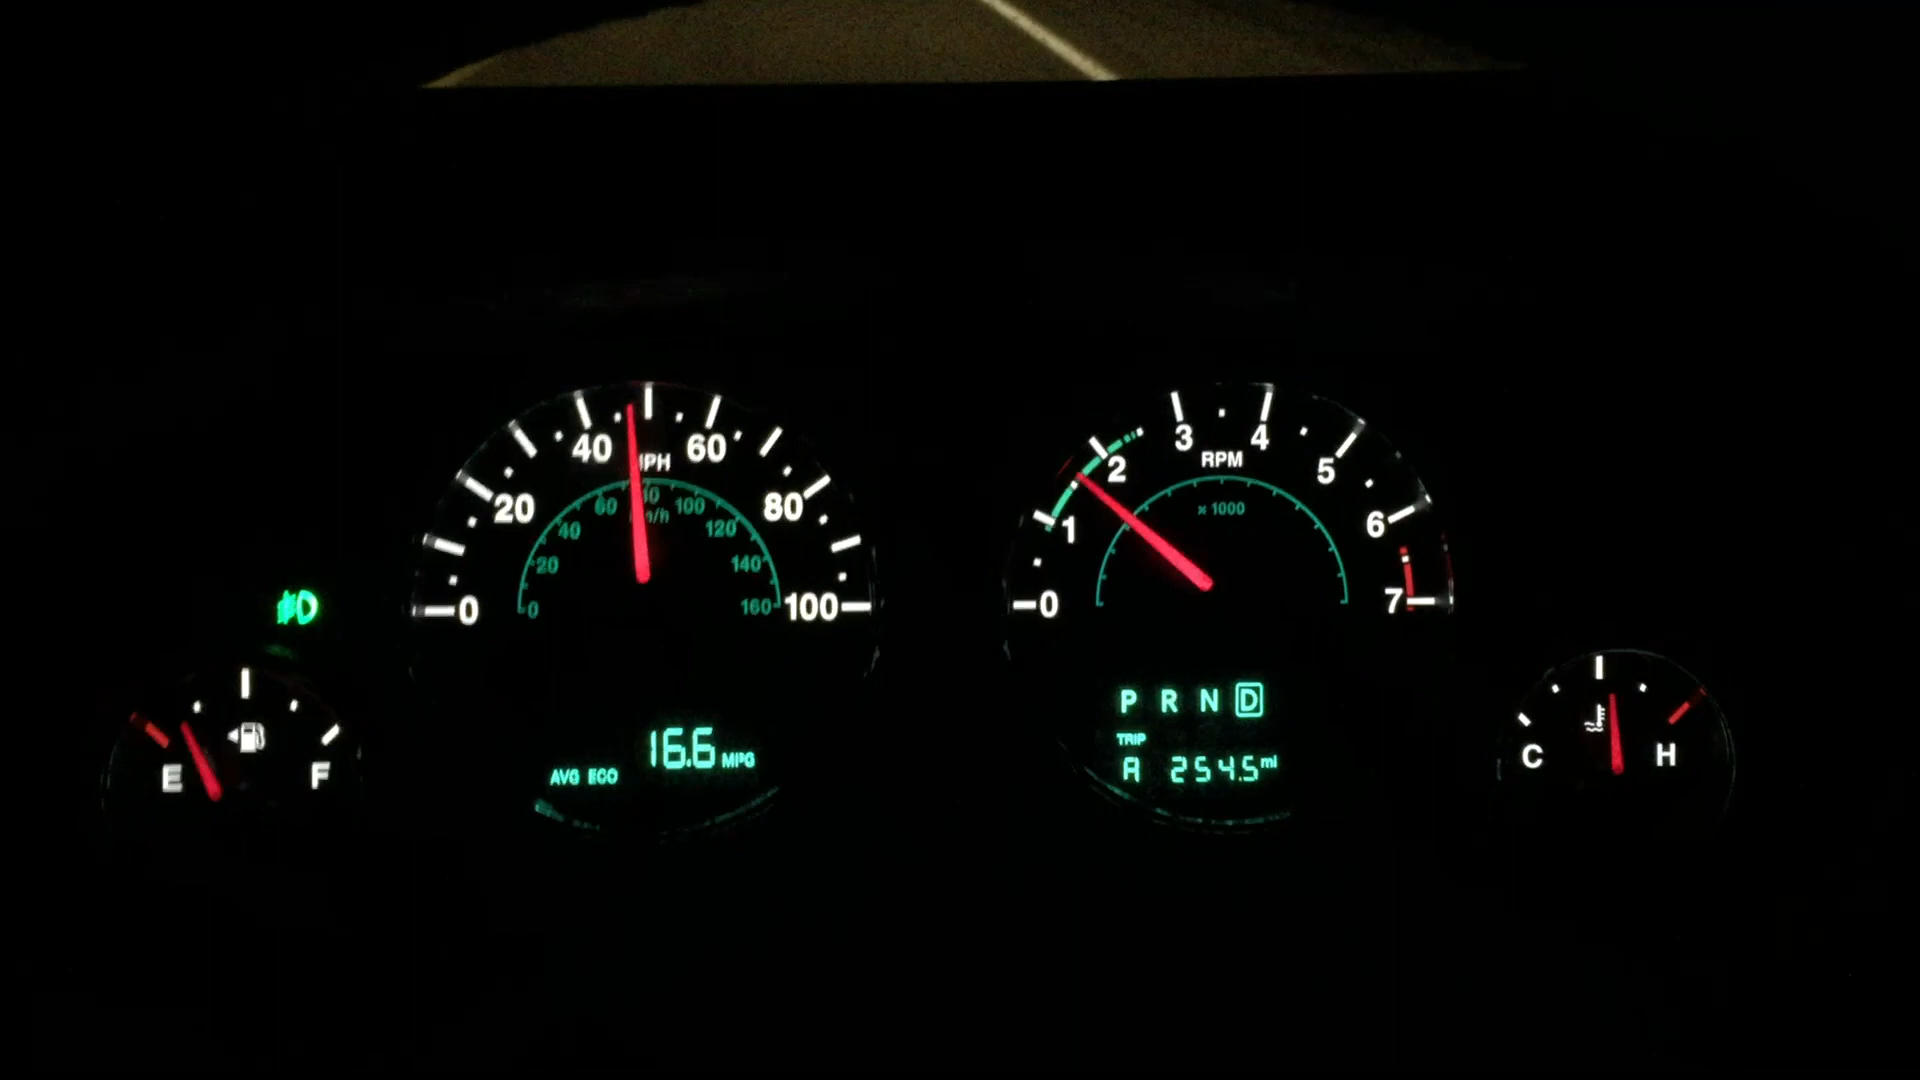 0 20 40 60 80 100
MPH
0 20 40 60 100 120 140 160
0 1 2 3 4 5 6 7
RPM
x 1000
E F
AVG ECO 16.6 MPG
P R N D
TRIP
A 254.5 mi
C H